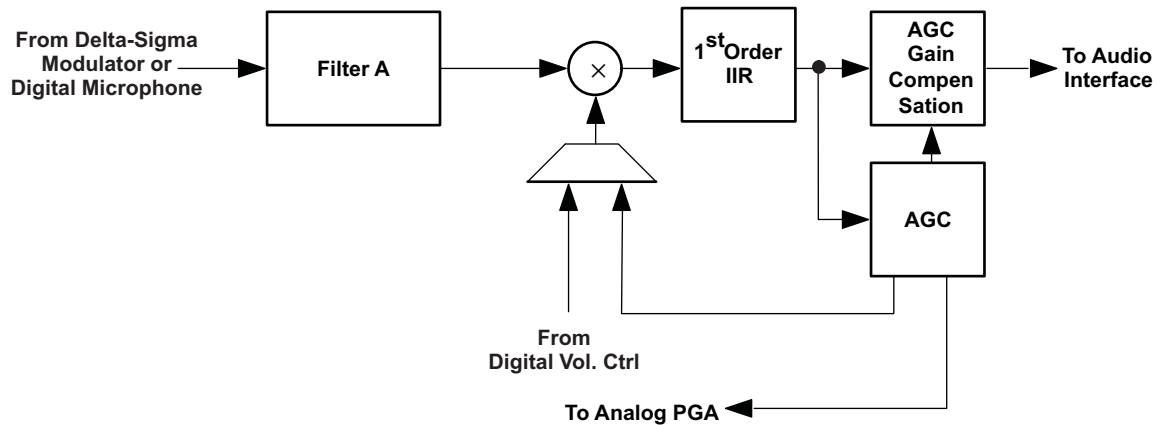 From Delta-Sigma
Modulator or
Digital Microphone
Filter A
×
1st Order
IIR
AGC
Gain
Compen
Sation
To Audio
Interface
AGC
From
Digital Vol. Ctrl
To Analog PGA